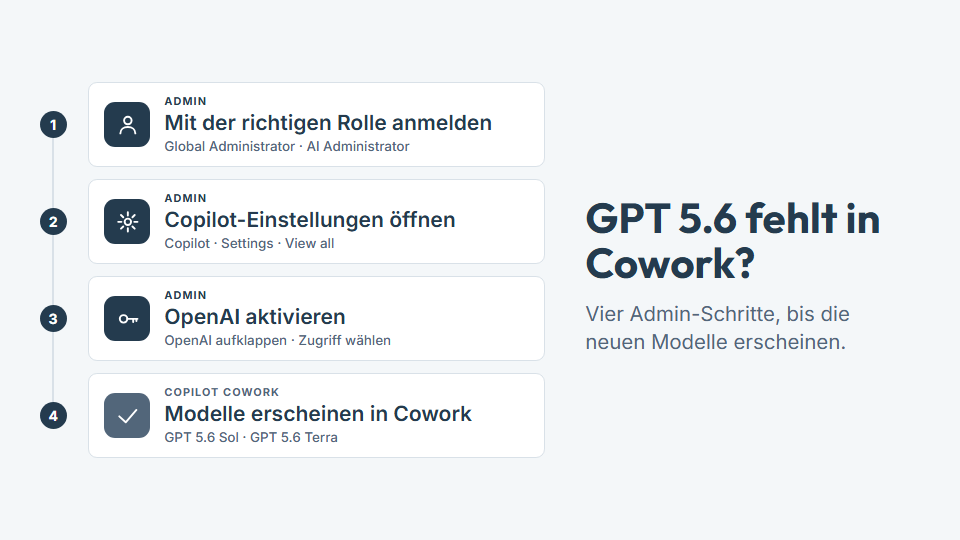 1
ADMIN
Mit der richtigen Rolle anmelden
Global Administrator · AI Administrator
2
ADMIN
Copilot-Einstellungen öffnen
Copilot · Settings · View all
3
ADMIN
OpenAI aktivieren
OpenAI aufklappen · Zugriff wählen
4
COPILOT COWORK
Modelle erscheinen in Cowork
GPT 5.6 Sol · GPT 5.6 Terra
GPT 5.6 fehlt in
Cowork?
Vier Admin-Schritte, bis die
neuen Modelle erscheinen.